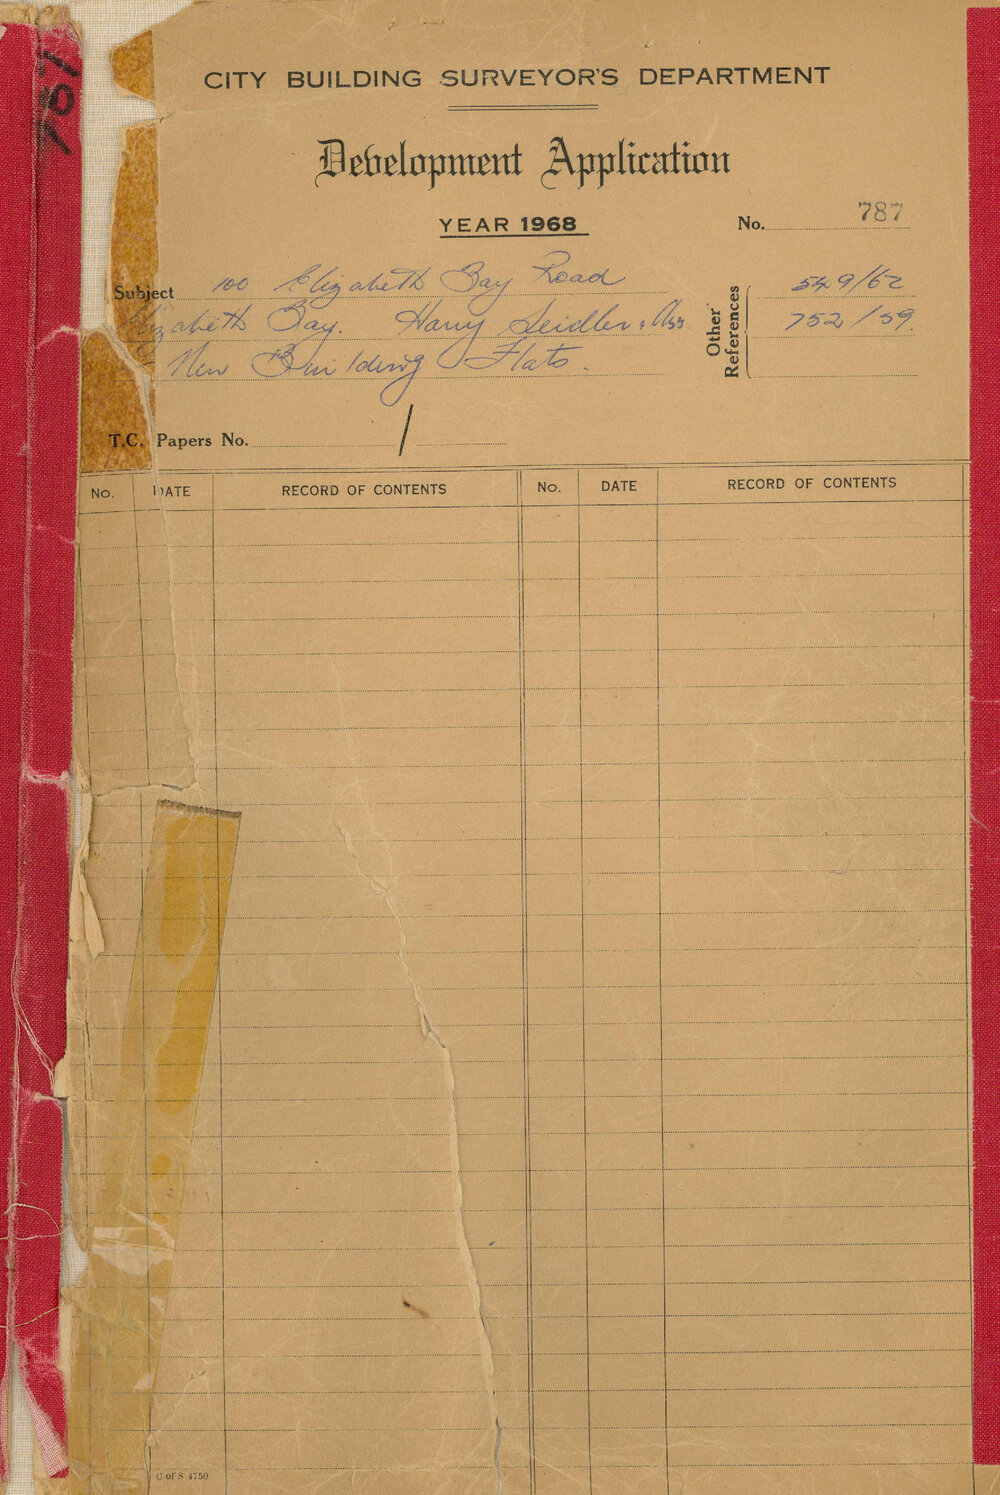 787
CITY BUILDING SURVEYOR'S DEPARTMENT
Development Application
YEAR 1968
No. 787
Subject 100 Elizabeth Bay Road
Elizabeth Bay. Harry Seidler & Ass.
New Building Flats.
Other References
549/62
752/59.
T.C. Papers No. /
No. DATE RECORD OF CONTENTS No. DATE RECORD OF CONTENTS
C of S 4750